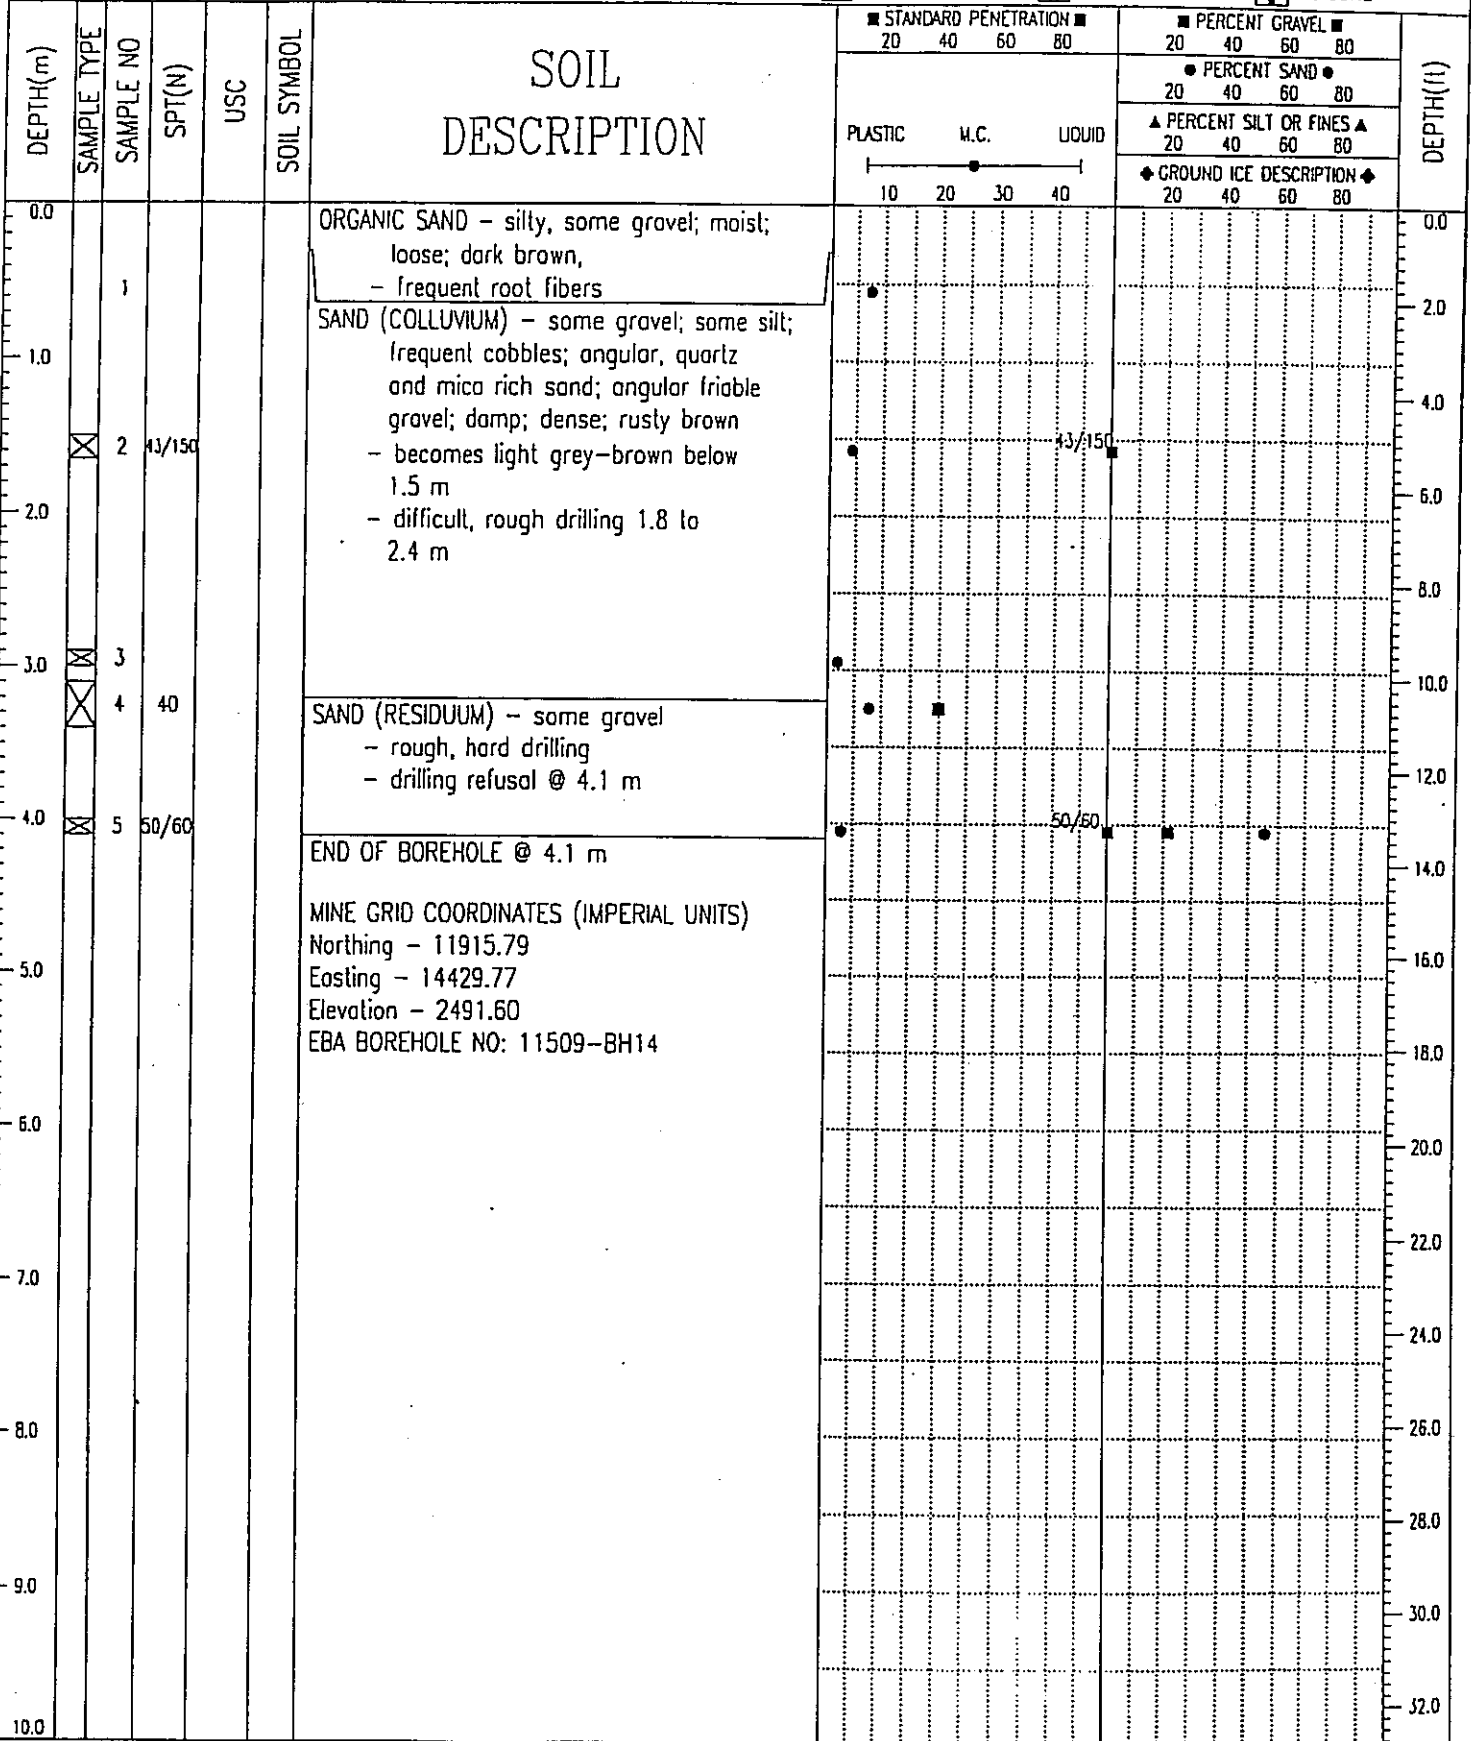 DEPTH(m)
SAMPLE TYPE
SAMPLE NO
SPT(N)
USC
SOIL SYMBOL
SOIL
DESCRIPTION
■ STANDARD PENETRATION ■
20 40 60 80
PLASTIC M.C. LIQUID
10 20 30 40
■ PERCENT GRAVEL ■
20 40 60 80
● PERCENT SAND ●
20 40 60 80
▲ PERCENT SILT OR FINES ▲
20 40 60 80
◆ GROUND ICE DESCRIPTION ◆
20 40 60 80
DEPTH(ft)
0.0
1.0
2.0
3.0
4.0
5.0
6.0
7.0
8.0
9.0
10.0
1
2 43/150
3
4 40
5 50/60
ORGANIC SAND - silty, some gravel; moist;
loose; dark brown,
- frequent root fibers
SAND (COLLUVIUM) - some gravel; some silt;
frequent cobbles; angular, quartz
and mica rich sand; angular friable
gravel; damp; dense; rusty brown
- becomes light grey-brown below
1.5 m
- difficult, rough drilling 1.8 to
2.4 m
SAND (RESIDUUM) - some gravel
- rough, hard drilling
- drilling refusal @ 4.1 m
END OF BOREHOLE @ 4.1 m
MINE GRID COORDINATES (IMPERIAL UNITS)
Northing - 11915.79
Easting - 14429.77
Elevation - 2491.60
EBA BOREHOLE NO: 11509-BH14
43/150
50/60
0.0
2.0
4.0
6.0
8.0
10.0
12.0
14.0
16.0
18.0
20.0
22.0
24.0
26.0
28.0
30.0
32.0